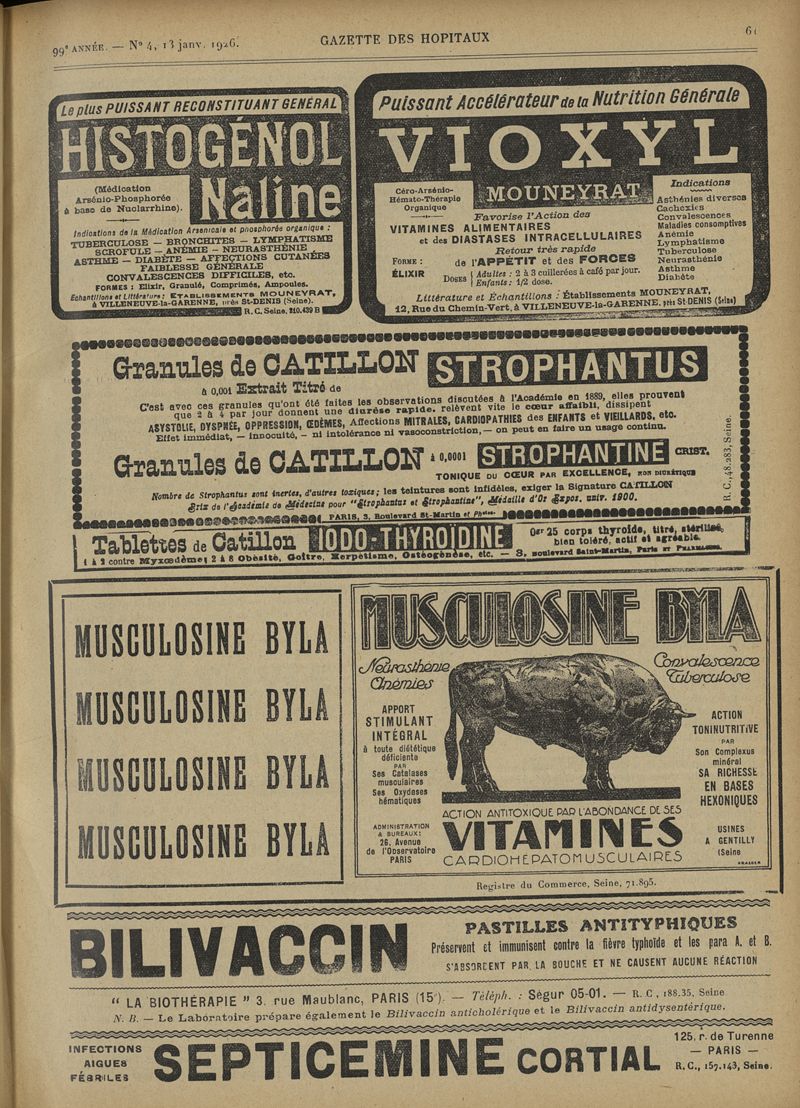 99e ANNÉE. — No 4, 13 janv. 1926.
GAZETTE DES HOPITAUX
61
Le plus PUISSANT RECONSTITUANT GENERAL
HISTOGÉNOL
(Médication
Arsénio-Phosphorée
à base de Nuclarrhine).
Naline
Indications de la Médication Arsenicale et phosphorée organique :
TUBERCULOSE — BRONCHITES — LYMPHATISME
SCROFULE — ANÉMIE — NEURASTHÉNIE
ASTHME — DIABÈTE — AFFECTIONS CUTANÉES
FAIBLESSE GÉNÉRALE
CONVALESCENCES DIFFICILES, etc.
FORMES : Elixir, Granulé, Comprimés, Ampoules.
Echantillons et Littérature : ETABLISSEMENTS MOUNEYRAT,
à VILLENEUVE-la-GARENNE, près St-DENIS (Seine).
R. C. Seine, 210.439 B
Puissant Accélérateur de la Nutrition Générale
VIOXYL
Céro-Arsénio-
Hémato-Thérapie
Organique
MOUNEYRAT
Favorise l'Action des
VITAMINES ALIMENTAIRES
et des DIASTASES INTRACELLULAIRES
Retour très rapide
de l'APPÉTIT et des FORCES
FORME :
ÉLIXIR
DOSES
Adultes : 2 à 3 cuillerées à café par jour.
Enfants : 1/2 dose.
Indications
Asthénies diverses
Cachexies
Convalescences
Maladies consomptives
Anémie
Lymphatisme
Tuberculose
Neurasthénie
Asthme
Diabète
Littérature et Echantillons : Établissements MOUNEYRAT,
12, Rue du Chemin-Vert, à VILLENEUVE-la-GARENNE, près St-DENIS (Seine)
Granules de CATILLON STROPHANTUS
à 0,001 Extrait Titré de
C'est avec ces granules qu'ont été faites les observations discutées à l'Académie en 1889, elles prouvent
que 2 à 4 par jour donnent une diurèse rapide, relèvent vite le cœur affaibli, dissipent
ASYSTOLIE, DYSPNÉE, OPPRESSION, ŒDÈMES, Affections MITRALES, CARDIOPATHIES des ENFANTS et VIEILLARDS, etc.
Effet immédiat, — innocuité, — ni intolérance ni vasoconstriction, — on peut en faire un usage continu.
Granules de CATILLON à 0,0001 STROPHANTINE CRIST.
TONIQUE DU CŒUR PAR EXCELLENCE, NON DIURÉTIQUE
Nombre de Strophantus sont inertes, d'autres toxiques; les teintures sont infidèles, exiger la Signature CATILLON
Prix de l'Académie de Médecine pour "Strophantus et Strophantine", Médaille d'Or Expos. univ. 1900.
PARIS, 3, Boulevard St-Martin et Phies.
R. C., 48.283, Seine.
Tablettes de Catillon IODO-THYROÏDINE
0gr 25 corps thyroïde, titré, stérilisé,
bien toléré, actif et agréable.
1 à 2 contre Myxœdème; 2 à 8 Obésité, Goitre, Herpétisme, Ostéogénèse, etc. — 3, Boulevard Saint-Martin, Paris et PHARMACIES.
MUSCULOSINE BYLA
MUSCULOSINE BYLA
MUSCULOSINE BYLA
MUSCULOSINE BYLA
MUSCULOSINE BYLA
Neurasthénie
Anémies
Convalescence
Tuberculose
APPORT
STIMULANT
INTÉGRAL
à toute diététique
déficiente
PAR
Ses Catalases
musculaires
Ses Oxydases
hématiques
ACTION
TONINUTRITIVE
PAR
Son Complexus
minéral
SA RICHESSE
EN BASES
HEXONIQUES
ACTION ANTITOXIQUE PAR L'ABONDANCE DE SES
VITAMINES
CARDIOHÉPATOMUSCULAIRES
ADMINISTRATION
& BUREAUX:
26, Avenue
de l'Observatoire
PARIS
USINES
A GENTILLY
(Seine
Registre du Commerce, Seine, 71.895.
BILIVACCIN
PASTILLES ANTITYPHIQUES
Préservent et immunisent contre la fièvre typhoïde et les para A. et B.
S'ABSORBENT PAR LA BOUCHE ET NE CAUSENT AUCUNE RÉACTION
" LA BIOTHÉRAPIE " 3, rue Maublanc, PARIS (15e). — Téléph. : Ségur 05-01. — R. C., 188.35, Seine
N. B. — Le Laboratoire prépare également le Bilivaccin anticholérique et le Bilivaccin antidysentérique.
INFECTIONS
AIGUES
FÉBRILES
SEPTICEMINE CORTIAL
125, r. de Turenne
— PARIS —
R. C., 157.143, Seine.